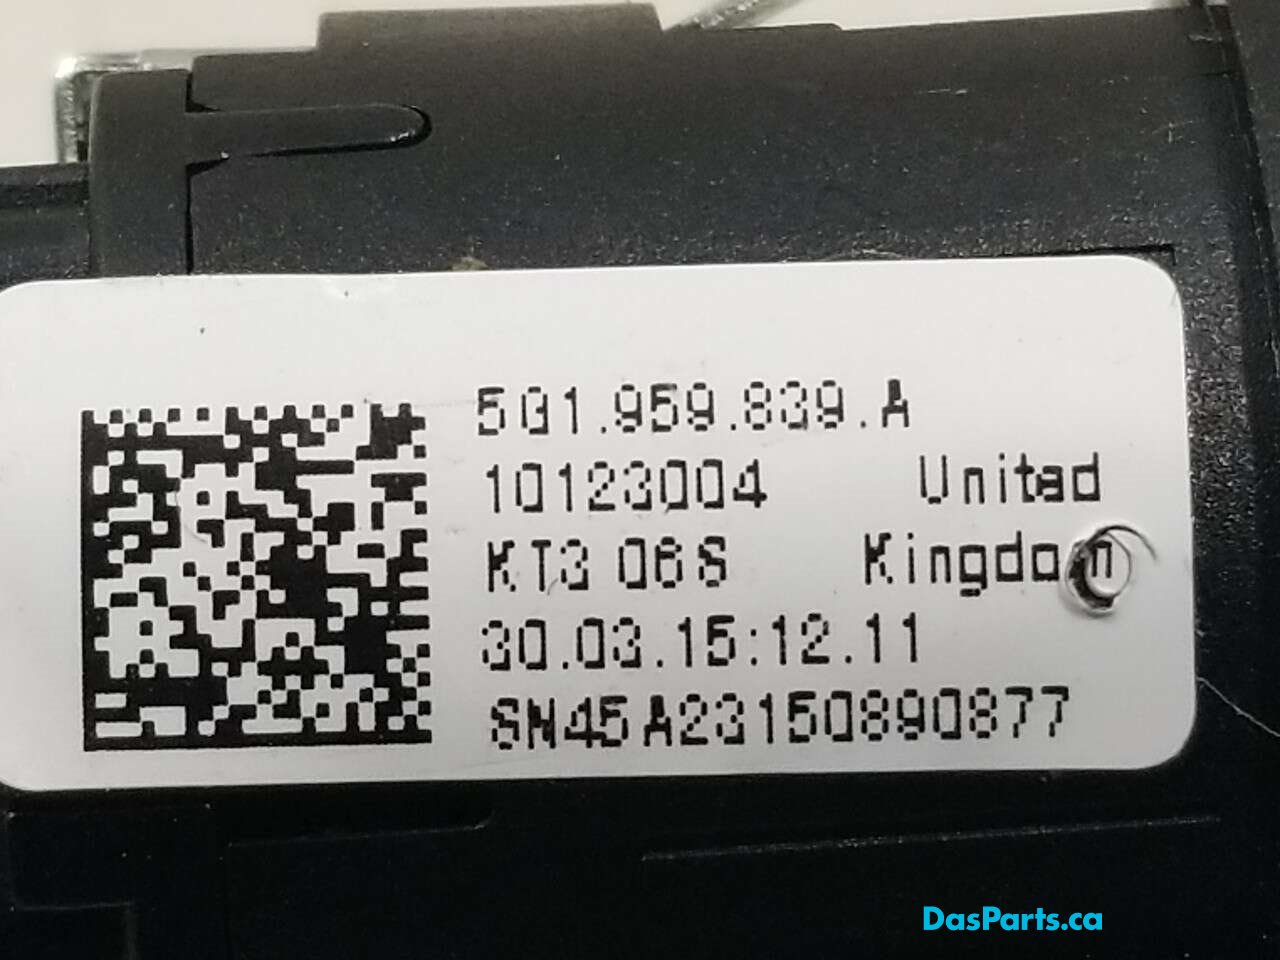 5G1.959.839.A
10123004 United
KT3 06S Kingdom
30.03.15:12.11
SN45A23150890877
DasParts.ca